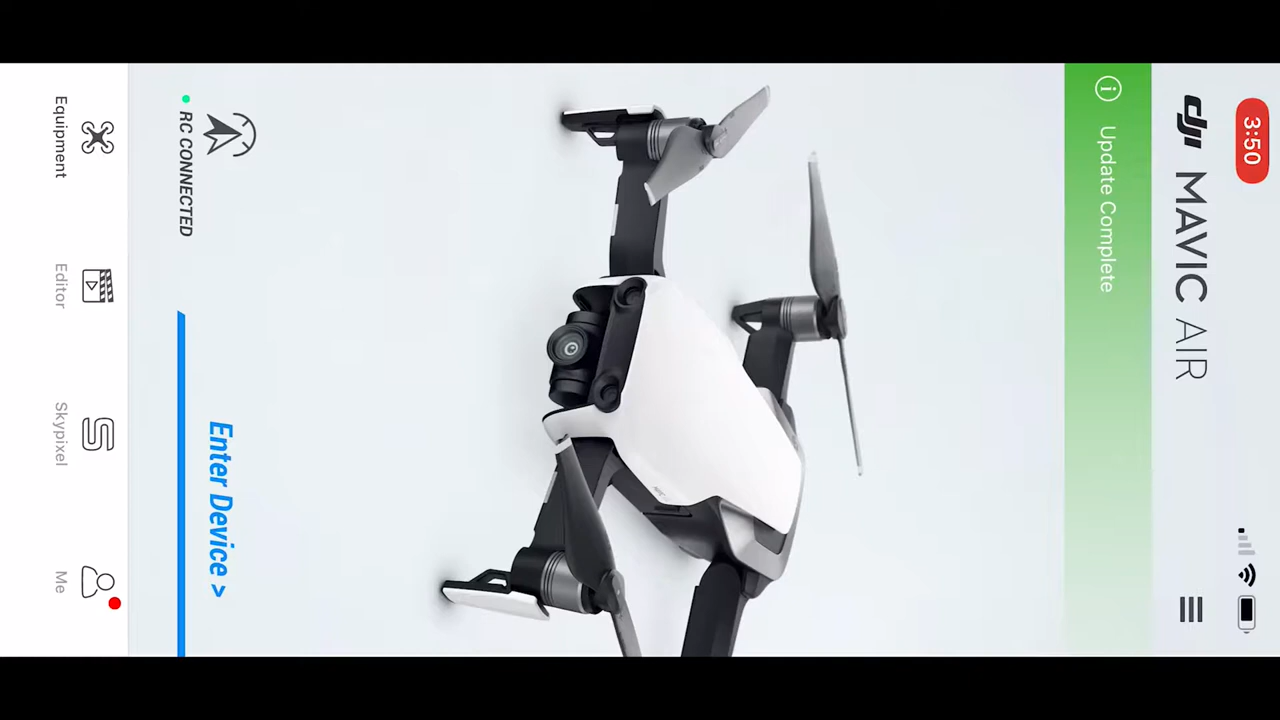 3:50
dji MAVIC AIR
Update Complete
RC CONNECTED
Enter Device >
Equipment
Editor
Skypixel
Me